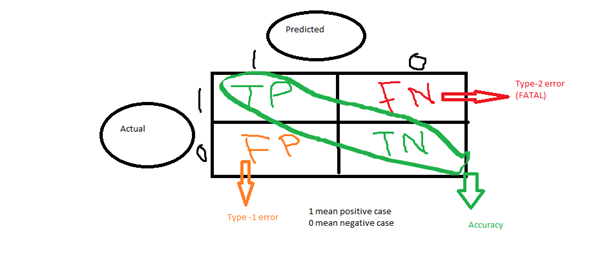 Predicted
1 0
1 TP FN
Type-2 error
(FATAL)
Actual
0 FP TN
Type -1 error
1 mean positive case
0 mean negative case
Accuracy